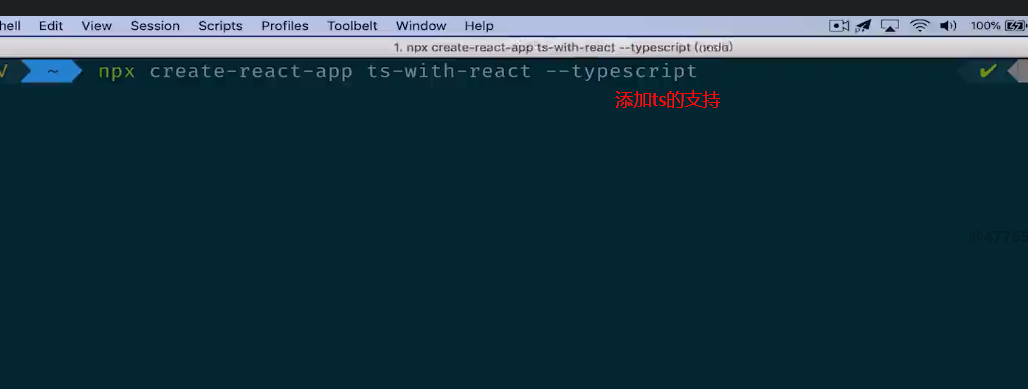 hell Edit View Session Scripts Profiles Toolbelt Window Help 100%
1. npx create-react-app ts-with-react --typescript (node)
~ npx create-react-app ts-with-react --typescript ✔
添加ts的支持